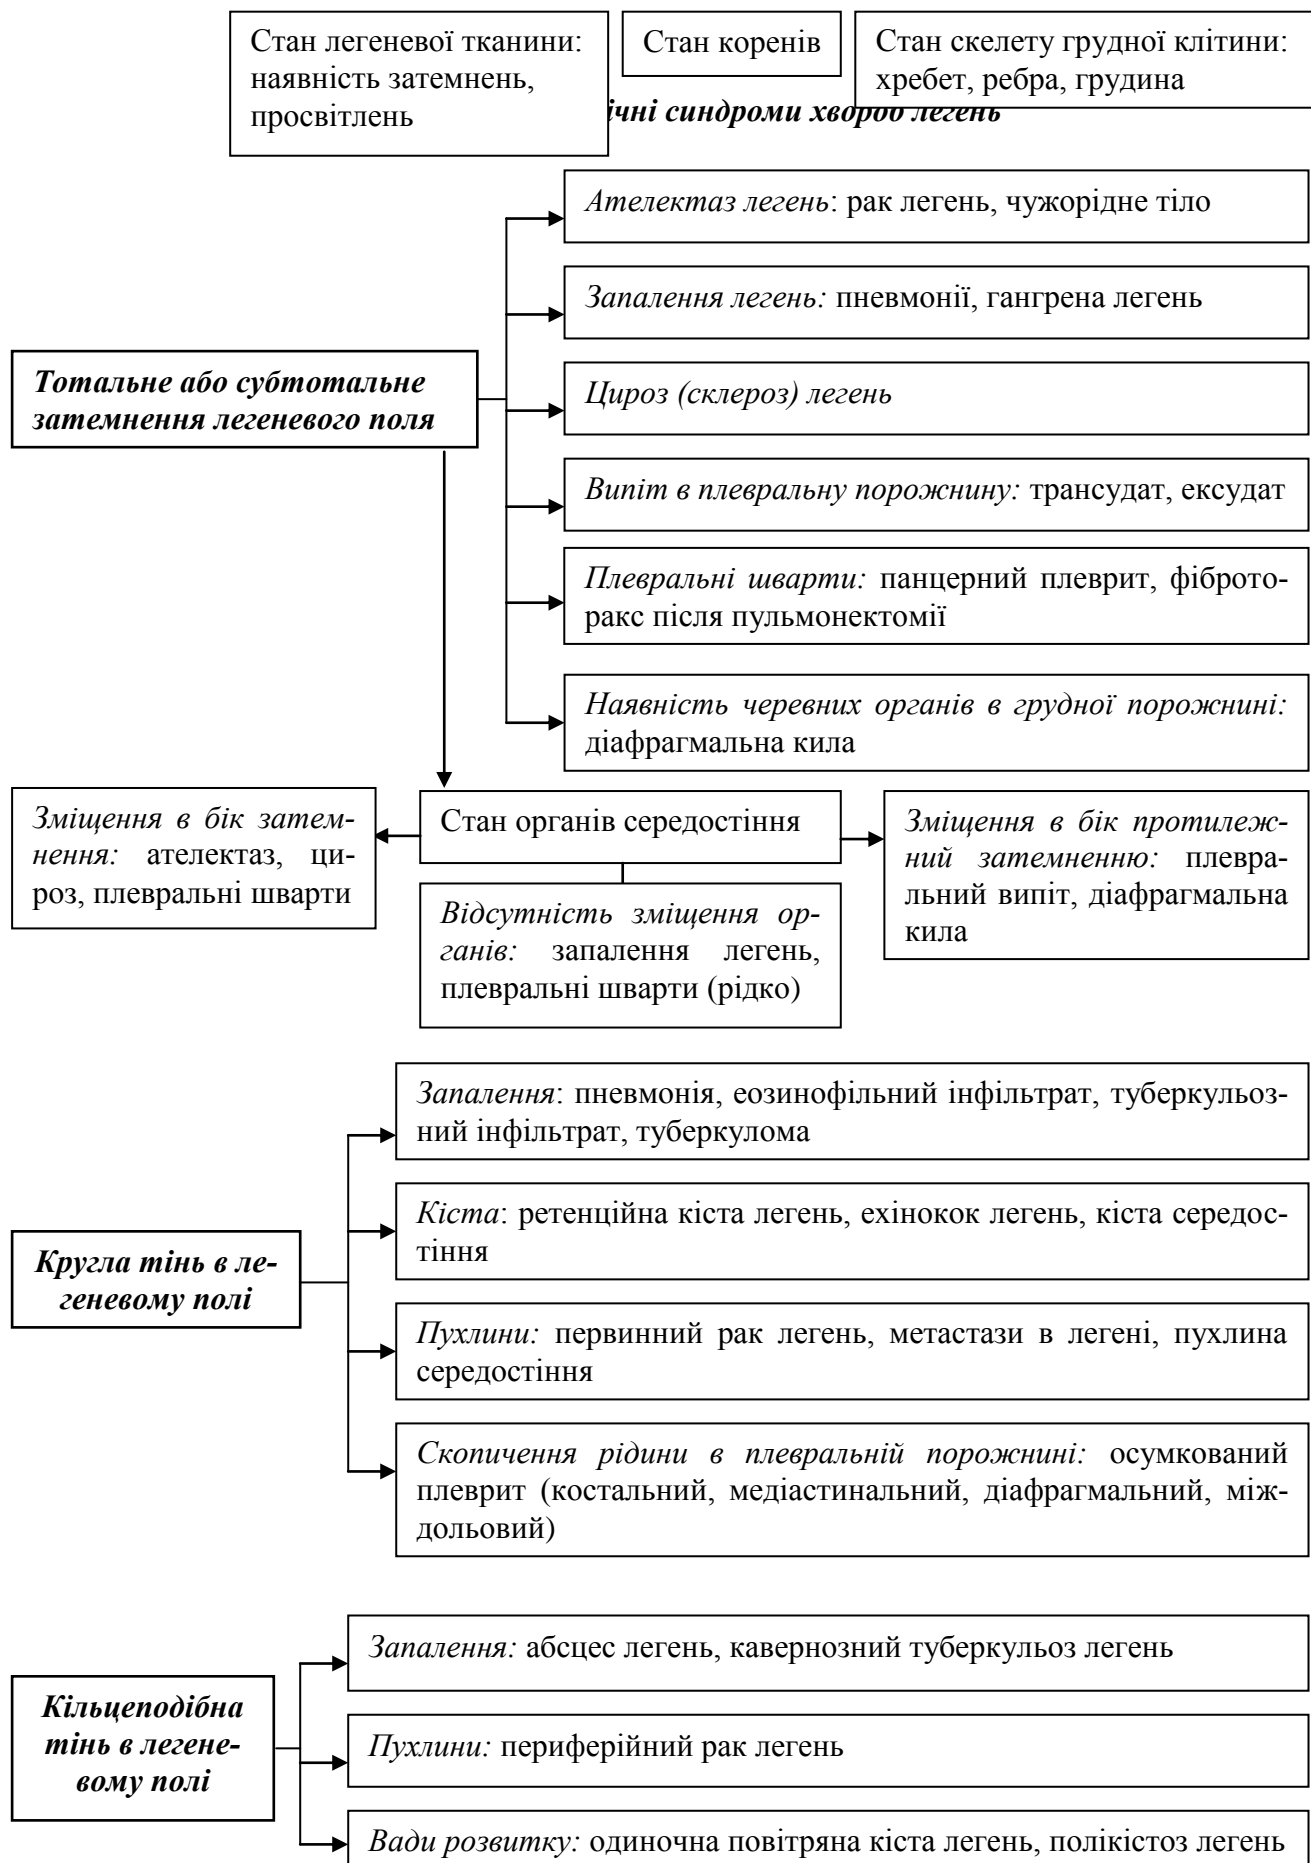 Стан легеневої тканини:
наявність затемнень,
просвітлень
Стан коренів
Стан скелету грудної клітини:
хребет, ребра, грудина
ічні синдроми хвороб легень
Ателектаз легень: рак легень, чужорідне тіло
Запалення легень: пневмонії, гангрена легень
Тотальне або субтотальне
затемнення легеневого поля
Цироз (склероз) легень
Випіт в плевральну порожнину: трансудат, ексудат
Плевральні шварти: панцерний плеврит, фіброто-
ракс після пульмонектомії
Наявність черевних органів в грудної порожнині:
діафрагмальна кила
Зміщення в бік затем-
нення: ателектаз, ци-
роз, плевральні шварти
Стан органів середостіння
Зміщення в бік протилеж-
ний затемненню: плевра-
льний випіт, діафрагмальна
кила
Відсутність зміщення ор-
ганів: запалення легень,
плевральні шварти (рідко)
Запалення: пневмонія, еозинофільний інфільтрат, туберкульоз-
ний інфільтрат, туберкулома
Кіста: ретенційна кіста легень, ехінокок легень, кіста середос-
тіння
Кругла тінь в ле-
геневому полі
Пухлини: первинний рак легень, метастази в легені, пухлина
середостіння
Скопичення рідини в плевральній порожнині: осумкований
плеврит (костальний, медіастинальний, діафрагмальний, між-
дольовий)
Запалення: абсцес легень, кавернозний туберкульоз легень
Кільцеподібна
тінь в легене-
вому полі
Пухлини: периферійний рак легень
Вади розвитку: одиночна повітряна кіста легень, полікістоз легень